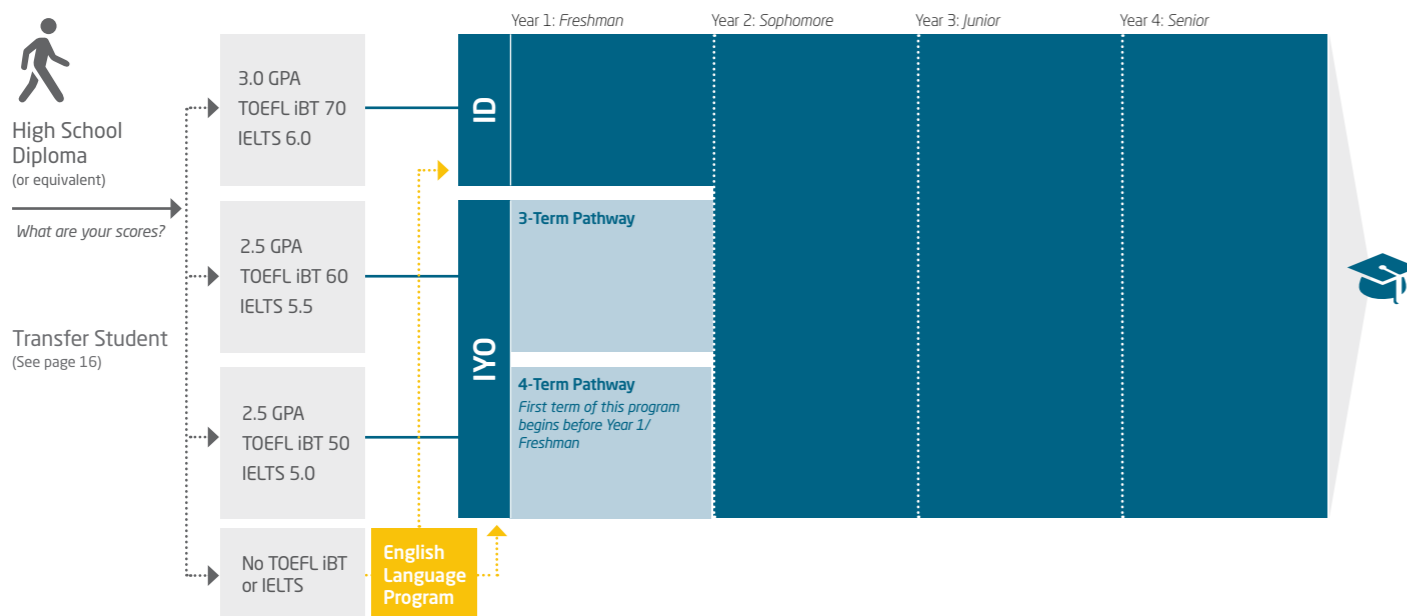 Year 1: Freshman
Year 2: Sophomore
Year 3: Junior
Year 4: Senior
High School
Diploma
(or equivalent)
What are your scores?
Transfer Student
(See page 16)
3.0 GPA
TOEFL iBT 70
IELTS 6.0
ID
2.5 GPA
TOEFL iBT 60
IELTS 5.5
IYO
3-Term Pathway
2.5 GPA
TOEFL iBT 50
IELTS 5.0
4-Term Pathway
First term of this program
begins before Year 1/
Freshman
No TOEFL iBT
or IELTS
English
Language
Program